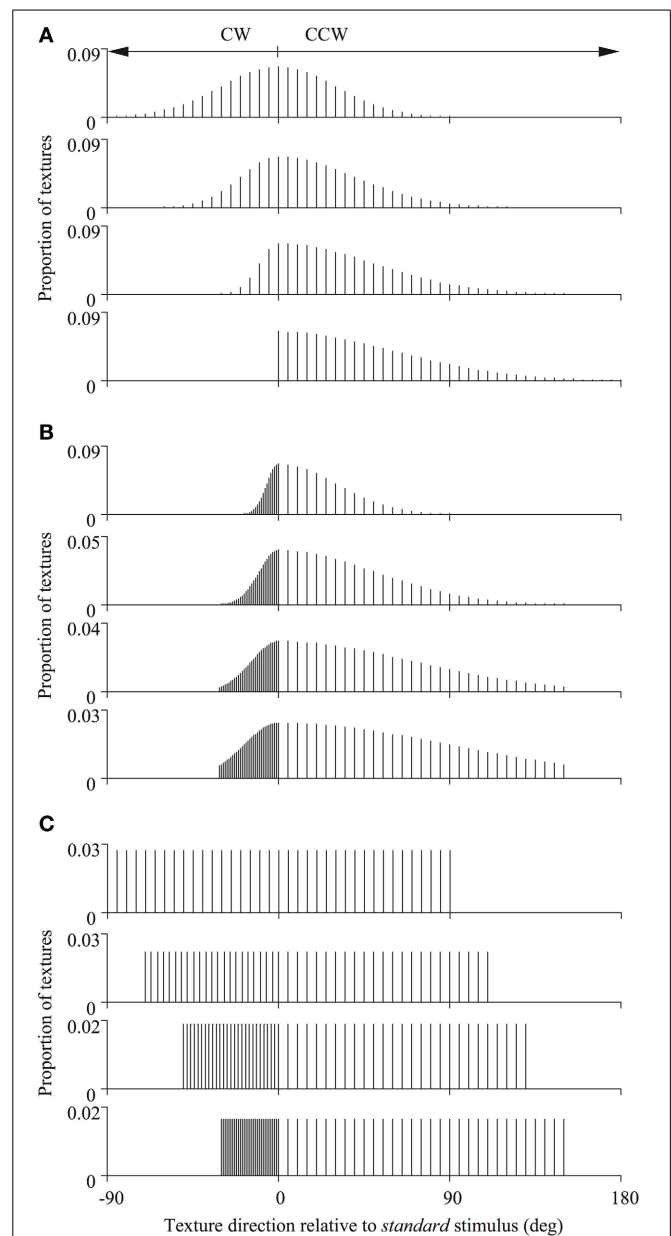 A
CW CCW
0.09
0
0.09
0
0.09
0
0.09
0
Proportion of textures
B
0.09
0
0.05
0
0.04
0
0.03
0
Proportion of textures
C
0.03
0
0.03
0
0.02
0
0.02
0
Proportion of textures
-90 0 90 180
Texture direction relative to standard stimulus (deg)